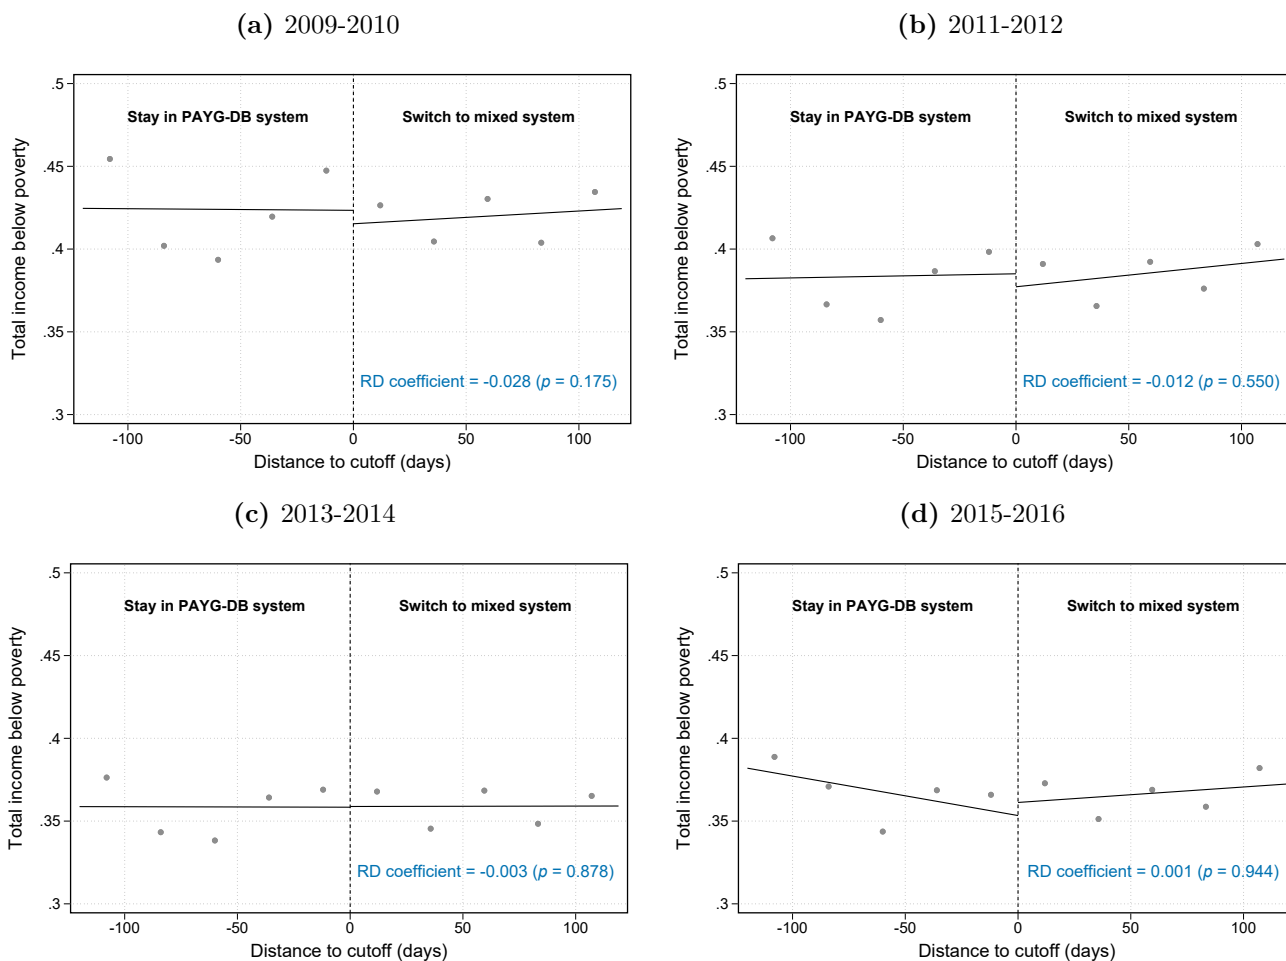 (a) 2009-2010
.5
.45
.4
.35
.3
Total income below poverty
Stay in PAYG-DB system
Switch to mixed system
RD coefficient = -0.028 (p = 0.175)
-100 -50 0 50 100
Distance to cutoff (days)
(b) 2011-2012
.5
.45
.4
.35
.3
Total income below poverty
Stay in PAYG-DB system
Switch to mixed system
RD coefficient = -0.012 (p = 0.550)
-100 -50 0 50 100
Distance to cutoff (days)
(c) 2013-2014
.5
.45
.4
.35
.3
Total income below poverty
Stay in PAYG-DB system
Switch to mixed system
RD coefficient = -0.003 (p = 0.878)
-100 -50 0 50 100
Distance to cutoff (days)
(d) 2015-2016
.5
.45
.4
.35
.3
Total income below poverty
Stay in PAYG-DB system
Switch to mixed system
RD coefficient = 0.001 (p = 0.944)
-100 -50 0 50 100
Distance to cutoff (days)